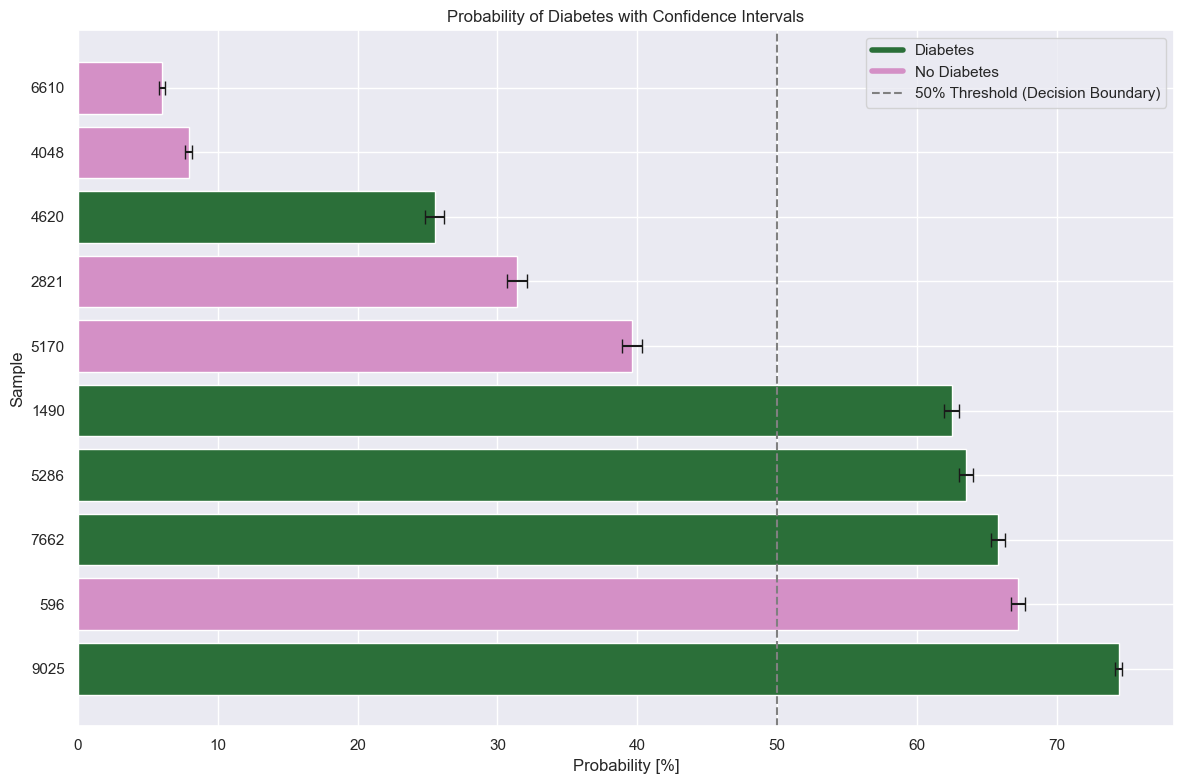 Probability of Diabetes with Confidence Intervals
Diabetes
No Diabetes
50% Threshold (Decision Boundary)
Sample
6610
4048
4620
2821
5170
1490
5286
7662
596
9025
0 10 20 30 40 50 60 70
Probability [%]